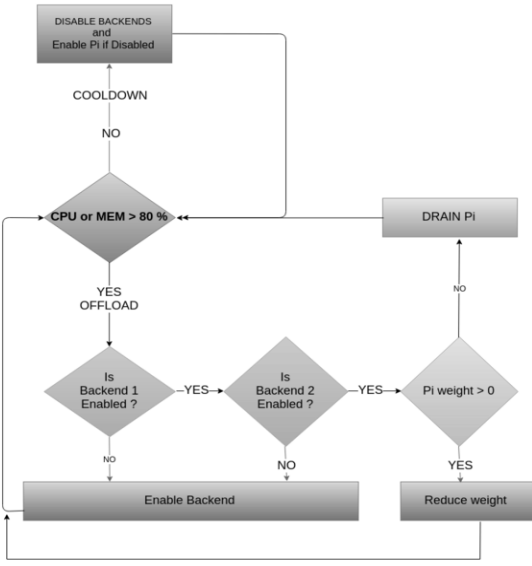 DISABLE BACKENDS
and
Enable Pi if Disabled
COOLDOWN
NO
CPU or MEM > 80 %
DRAIN Pi
YES
OFFLOAD
NO
Is
Backend 1
Enabled ?
YES
Is
Backend 2
Enabled ?
YES
Pi weight > 0
NO
NO
YES
Enable Backend
Reduce weight